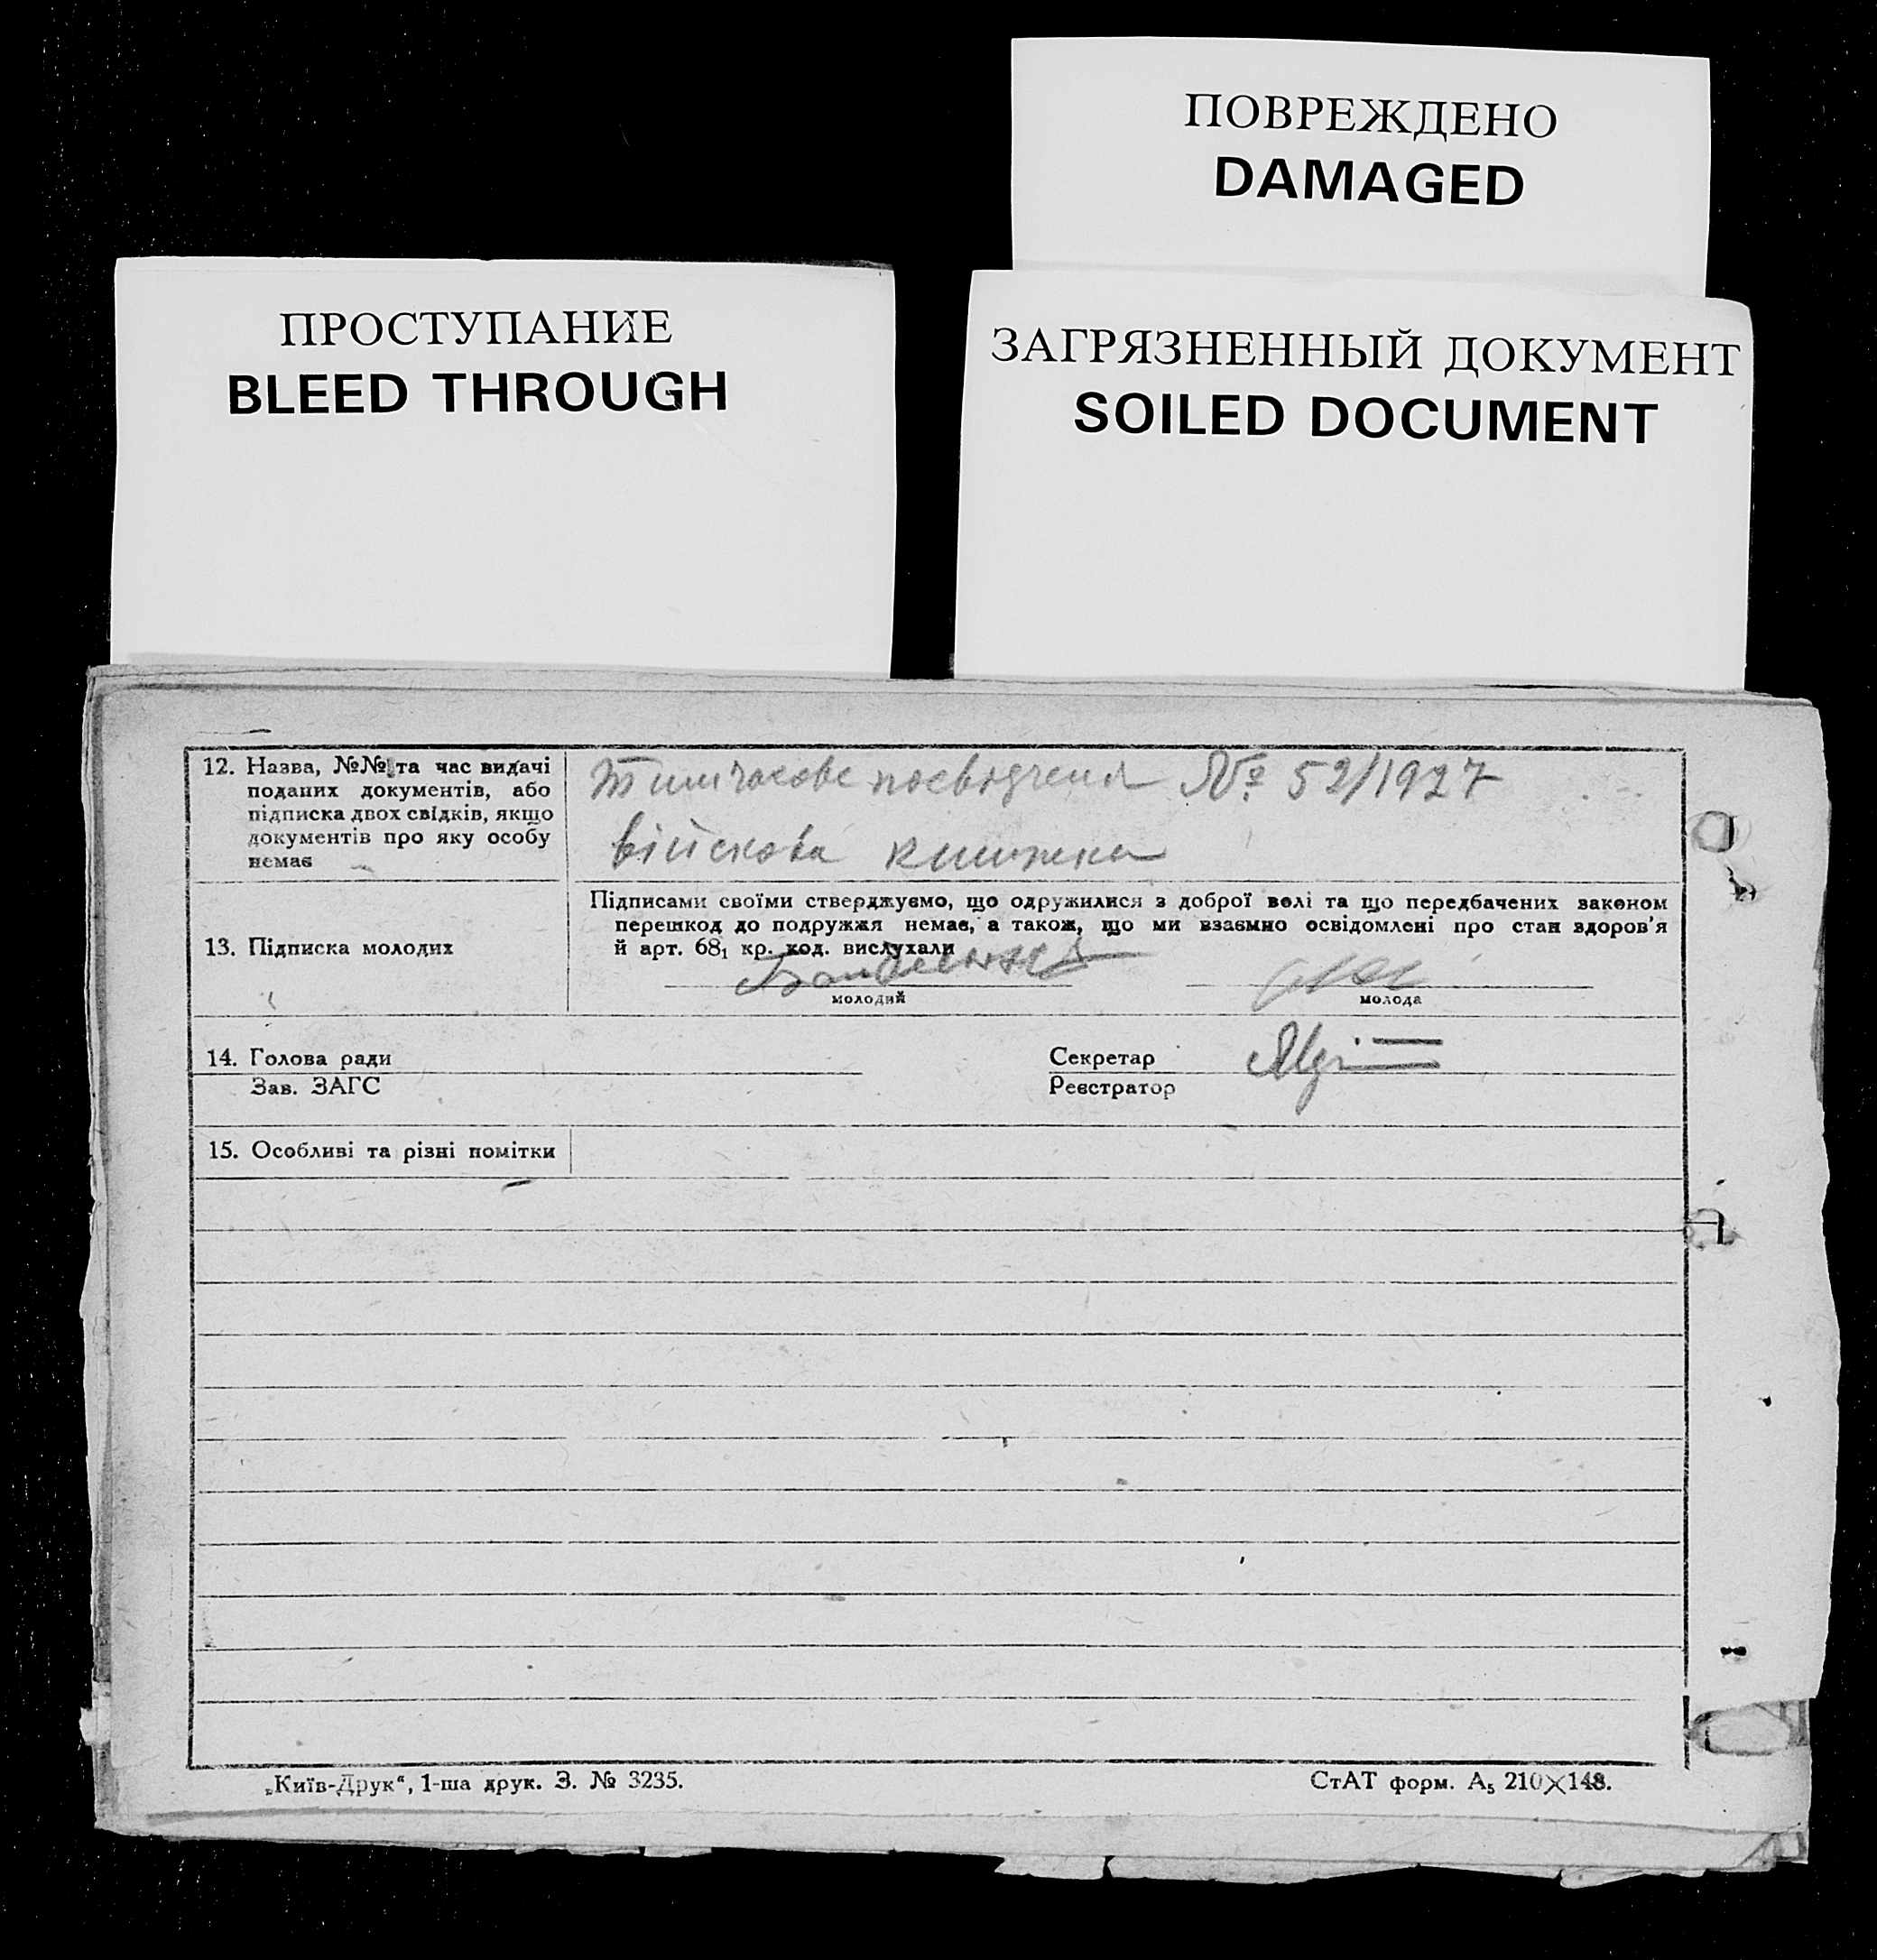 ПОВРЕЖДЕНО
DAMAGED
ПРОСТУПАНИЕ
BLEED THROUGH
ЗАГРЯЗНЕННЫЙ ДОКУМЕНТ
SOILED DOCUMENT
12. Назва, №№ та час видачі
поданих документів, або
підписка двох свідків, якщо
документів про яку особу
немає
Тимчасове посвідчення № 52/1927
військова книжка
13. Підписка молодих
Підписами своїми стверджуємо, що одружилися з доброї волі та що передбачених законом
перешкод до подружжя немає, а також, що ми взаємно освідомлені про стан здоров'я
й арт. 68₁ кр. код. вислухали
молодий
молода
14. Голова ради
Зав. ЗАГС
Секретар
Реєстратор
15. Особливі та різні помітки
„Київ-Друк“, 1-ша друк. З. № 3235.
СтАТ форм. А₅ 210×148.